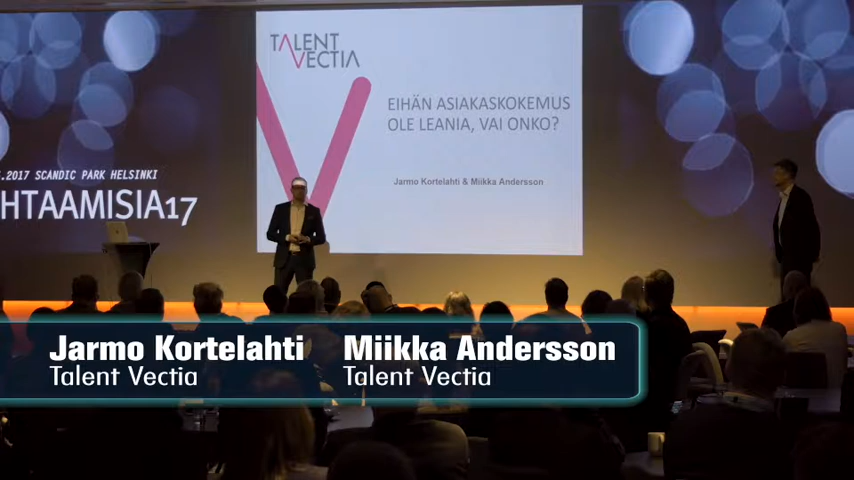 TALENT
VECTIA
EIHÄN ASIAKASKOKEMUS
OLE LEANIA, VAI ONKO?
Jarmo Kortelahti & Miikka Andersson
.2017 SCANDIC PARK HELSINKI
HTAAMISIA17
Jarmo Kortelahti
Talent Vectia
Miikka Andersson
Talent Vectia